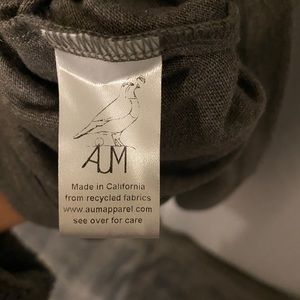 AUM
Made in California
from recycled fabrics
www.aumapparel.com
see over for care